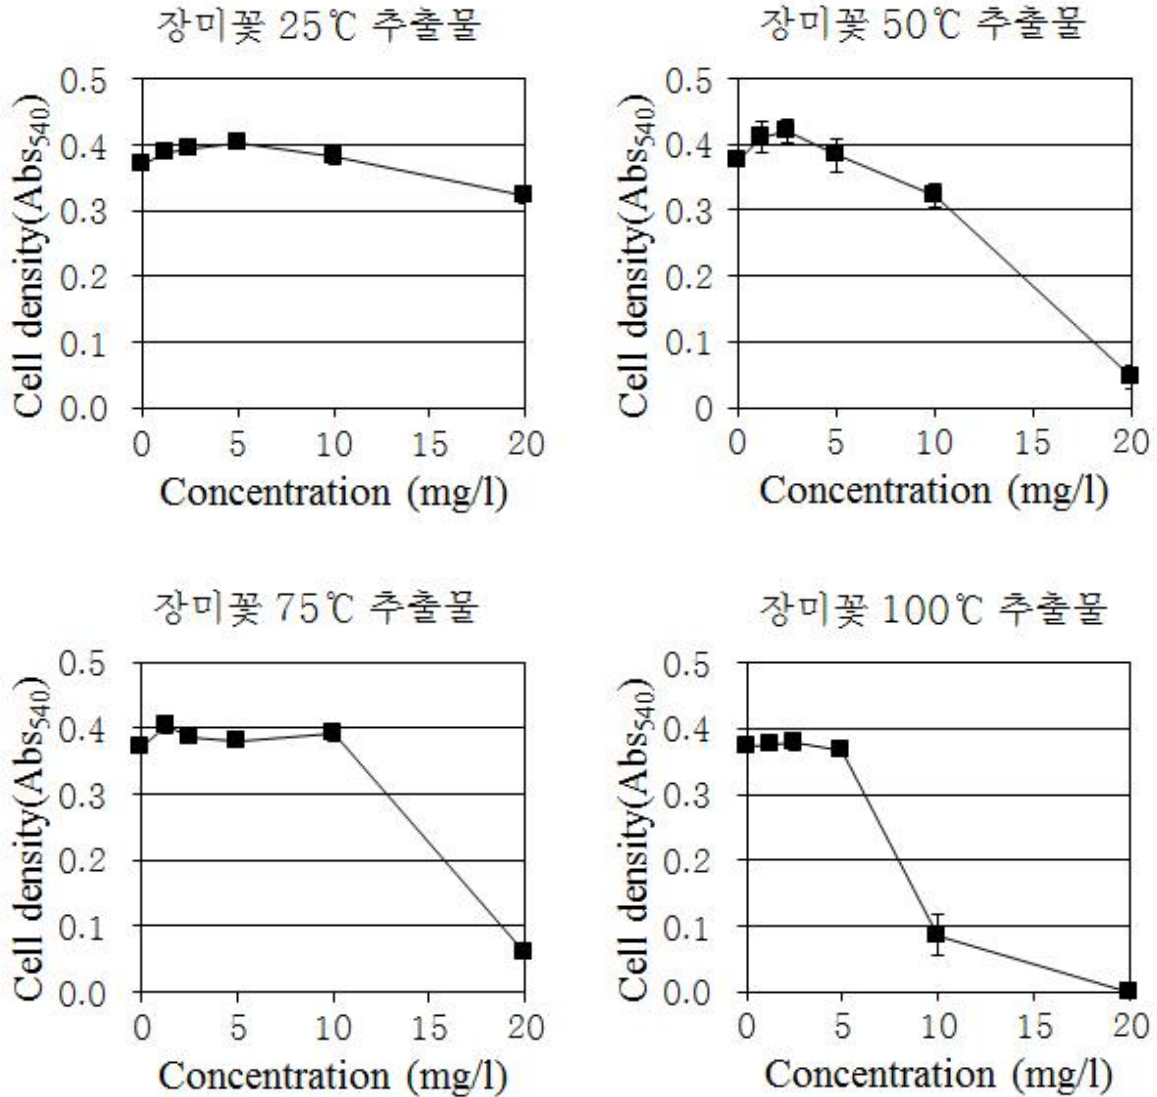 장미꽃 25℃ 추출물
Cell density(Abs540)
0.5
0.4
0.3
0.2
0.1
0.0
0 5 10 15 20
Concentration (mg/l)
장미꽃 50℃ 추출물
Cell density(Abs540)
0.5
0.4
0.3
0.2
0.1
0
0 5 10 15 20
Concentration (mg/l)
장미꽃 75℃ 추출물
Cell density(Abs540)
0.5
0.4
0.3
0.2
0.1
0.0
0 5 10 15 20
Concentration (mg/l)
장미꽃 100℃ 추출물
Cell density(Abs540)
0.5
0.4
0.3
0.2
0.1
0.0
0 5 10 15 20
Concentration (mg/l)